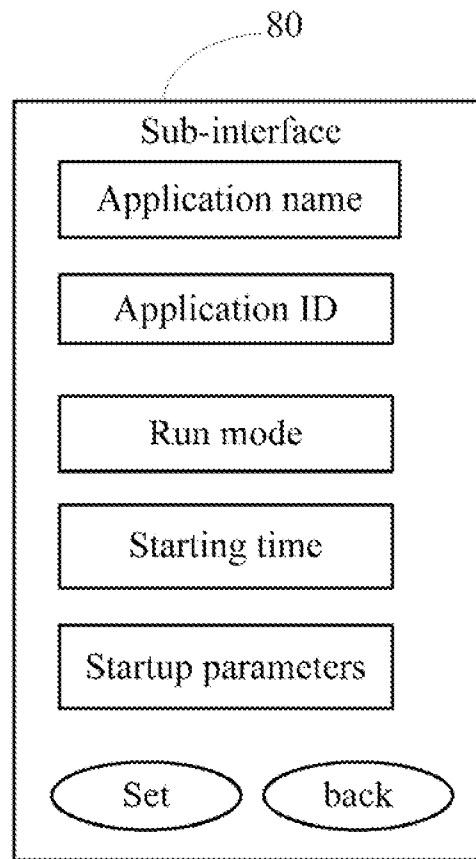 80
Sub-interface
Application name
Application ID
Run mode
Starting time
Startup parameters
Set back